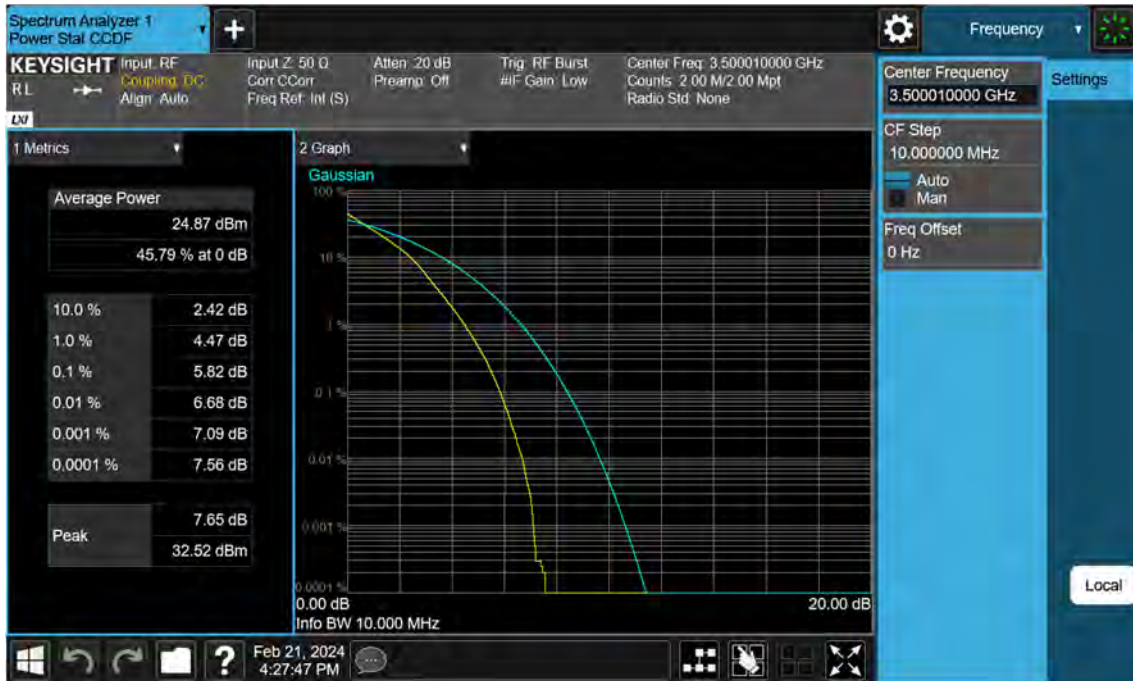 Spectrum Analyzer 1
Power Stat CCDF
+
Frequency
KEYSIGHT
RL
LXI
Input: RF
Coupling: DC
Align: Auto
Input Z: 50 Ω
Corr CCorr
Freq Ref: Int (S)
Atten: 20 dB
Preamp: Off
Trig: RF Burst
#IF Gain: Low
Center Freq: 3.500010000 GHz
Counts: 2.00 M/2.00 Mpt
Radio Std: None
Center Frequency
3.500010000 GHz
Settings
CF Step
10.000000 MHz
Auto
Man
Freq Offset
0 Hz
Local
1 Metrics
Average Power
24.87 dBm
45.79 % at 0 dB
10.0 % 2.42 dB
1.0 % 4.47 dB
0.1 % 5.82 dB
0.01 % 6.68 dB
0.001 % 7.09 dB
0.0001 % 7.56 dB
Peak
7.65 dB
32.52 dBm
2 Graph
Gaussian
100 %
10 %
1 %
0.1 %
0.01 %
0.001 %
0.0001 %
0.00 dB
20.00 dB
Info BW 10.000 MHz
?
Feb 21, 2024
4:27:47 PM